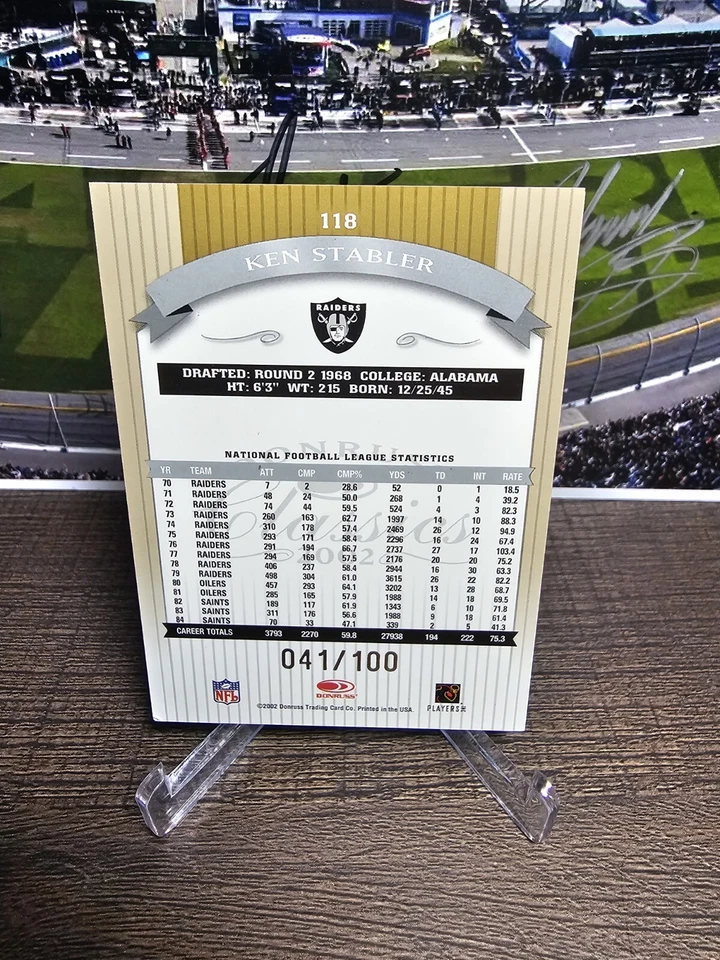 118
KEN STABLER
RAIDERS
DRAFTED: ROUND 2 1968 COLLEGE: ALABAMA
HT: 6'3" WT: 215 BORN: 12/25/45
NATIONAL FOOTBALL LEAGUE STATISTICS
YR TEAM ATT CMP CMP% YDS TD INT RATE
70 RAIDERS 7 2 28.6 52 0 1 18.5
71 RAIDERS 48 24 50.0 268 1 4 39.2
72 RAIDERS 74 44 59.5 524 4 3 82.3
73 RAIDERS 260 163 62.7 1997 14 10 88.3
74 RAIDERS 310 178 57.4 2469 26 12 94.9
75 RAIDERS 293 171 58.4 2296 16 24 67.4
76 RAIDERS 291 194 66.7 2737 27 17 103.4
77 RAIDERS 294 169 57.5 2176 20 20 75.2
78 RAIDERS 406 237 58.4 2944 16 30 63.3
79 RAIDERS 498 304 61.0 3615 26 22 82.2
80 OILERS 457 293 64.1 3202 13 28 68.7
81 OILERS 285 165 57.9 1988 14 18 69.5
82 SAINTS 189 117 61.9 1343 6 10 71.8
83 SAINTS 311 176 56.6 1988 9 18 61.4
84 SAINTS 70 33 47.1 339 2 5 41.3
CAREER TOTALS 3793 2270 59.8 27938 194 222 75.3
DONRUSS
Classics
2002
041/100
NFL
DONRUSS
PLAYERS INC
©2002 Donruss Trading Card Co. Printed in the USA.